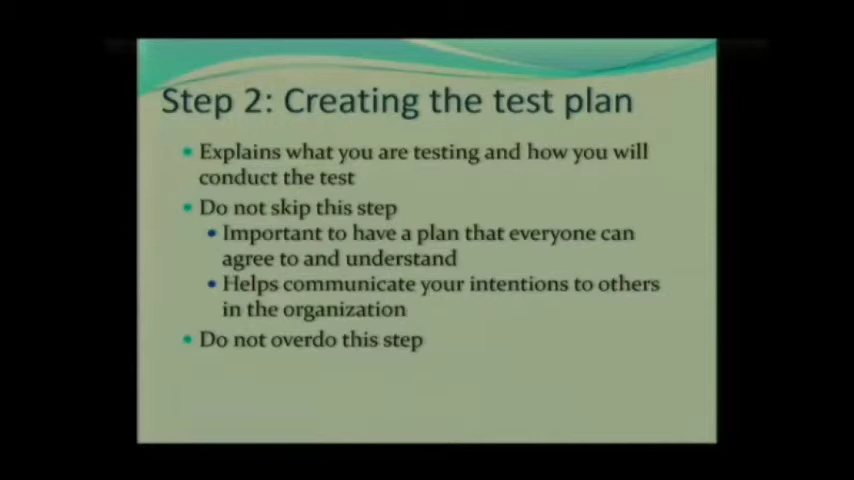 Step 2: Creating the test plan
• Explains what you are testing and how you will
conduct the test
• Do not skip this step
• Important to have a plan that everyone can
agree to and understand
• Helps communicate your intentions to others
in the organization
• Do not overdo this step